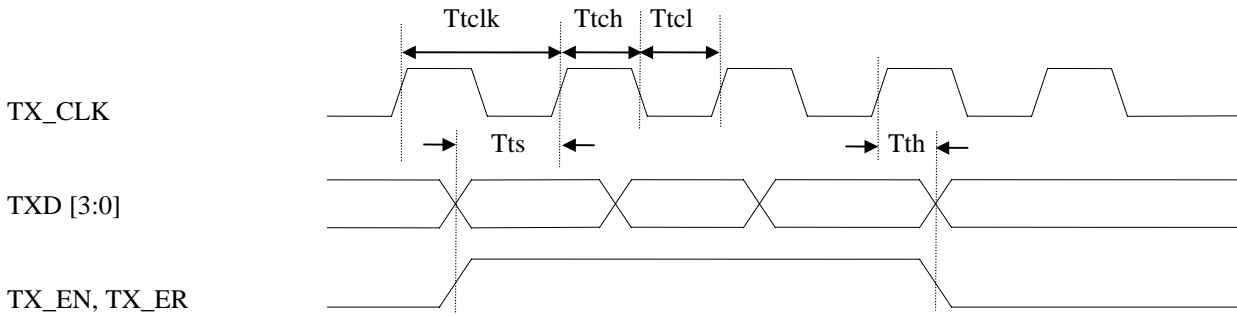 Ttclk Ttch Ttcl
TX_CLK
Tts Tth
TXD [3:0]
TX_EN, TX_ER